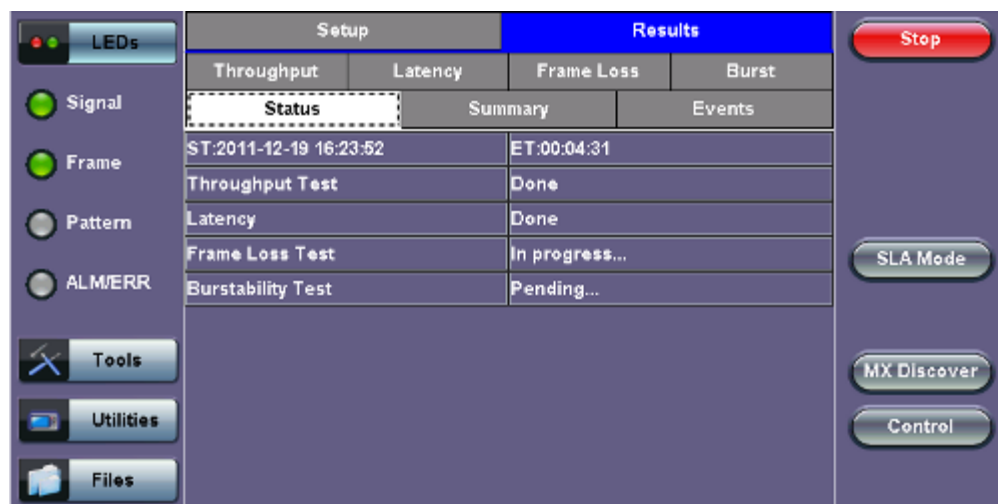 LEDs
Setup
Results
Stop
Throughput
Latency
Frame Loss
Burst
Signal
Status
Summary
Events
ST:2011-12-19 16:23:52
ET:00:04:31
Frame
Throughput Test
Done
Pattern
Latency
Done
Frame Loss Test
In progress...
SLA Mode
ALM/ERR
Burstability Test
Pending...
Tools
MX Discover
Utilities
Control
Files